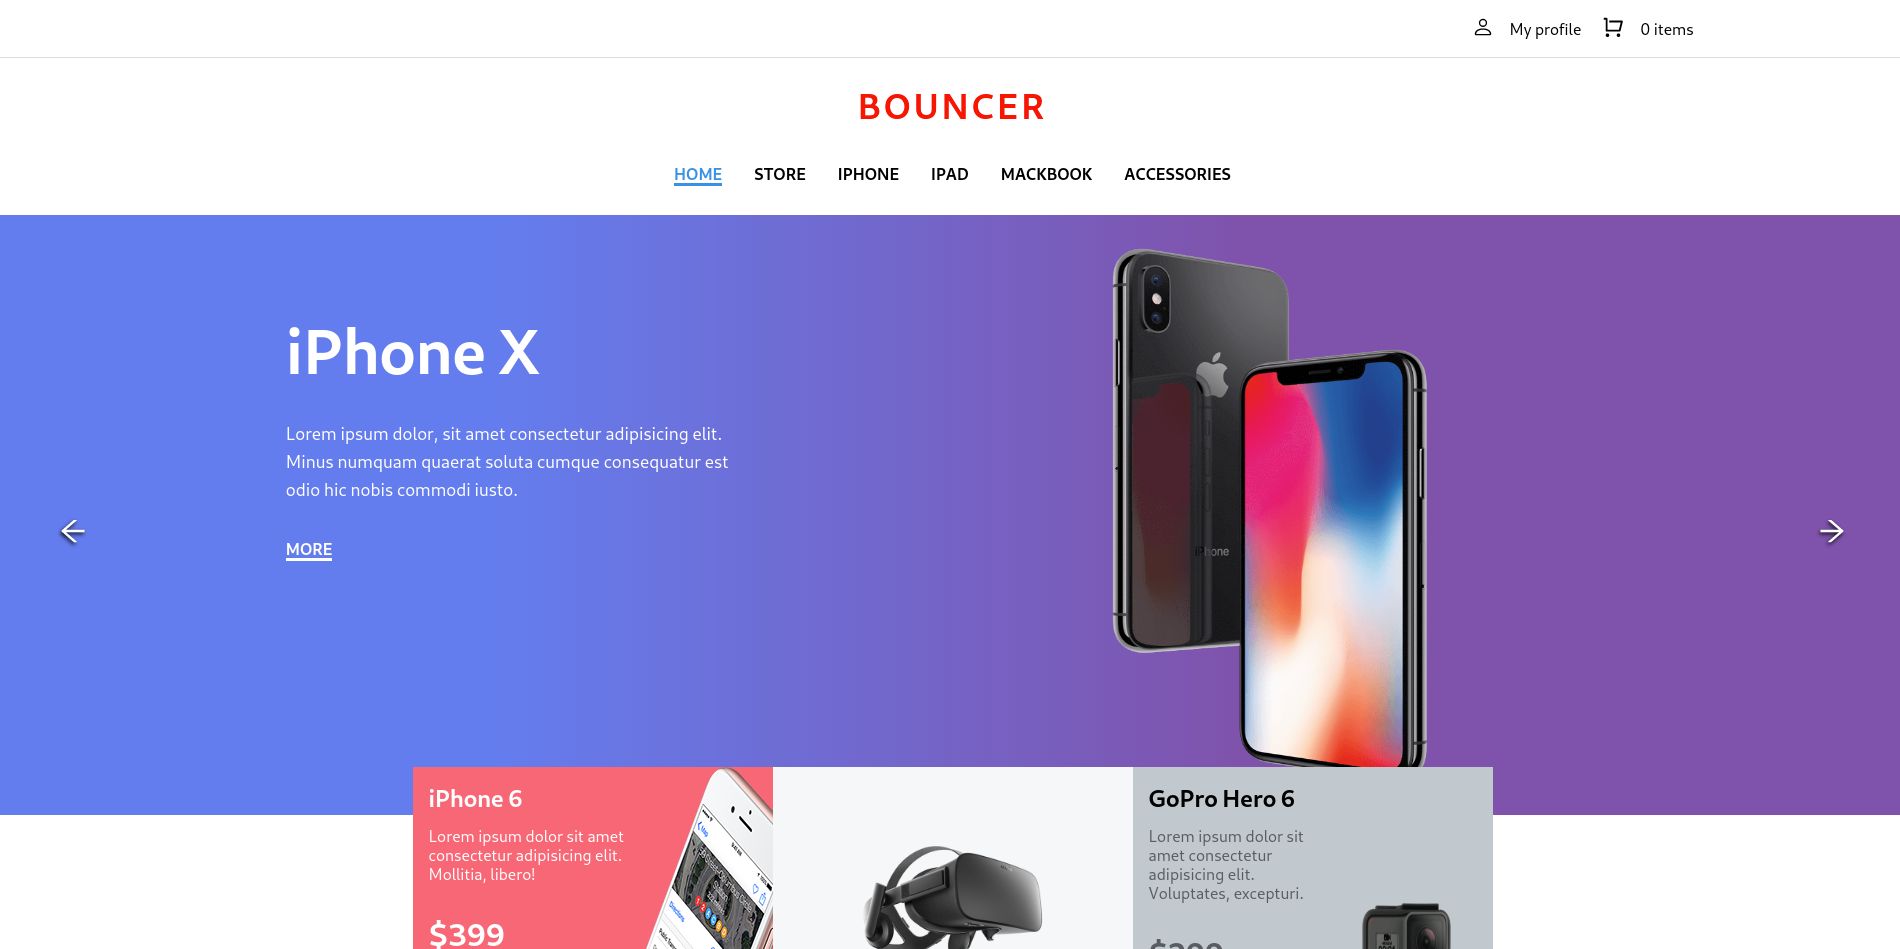 My profile
0 items
BOUNCER
HOME STORE IPHONE IPAD MACKBOOK ACCESSORIES
iPhone X
Lorem ipsum dolor, sit amet consectetur adipisicing elit.
Minus numquam quaerat soluta cumque consequatur est
odio hic nobis commodi iusto.
MORE
iPhone
iPhone 6
Lorem ipsum dolor sit amet
consectetur adipisicing elit.
Mollitia, libero!
$399
Map
Directions
GoPro Hero 6
Lorem ipsum dolor sit
amet consectetur
adipisicing elit.
Voluptates, excepturi.